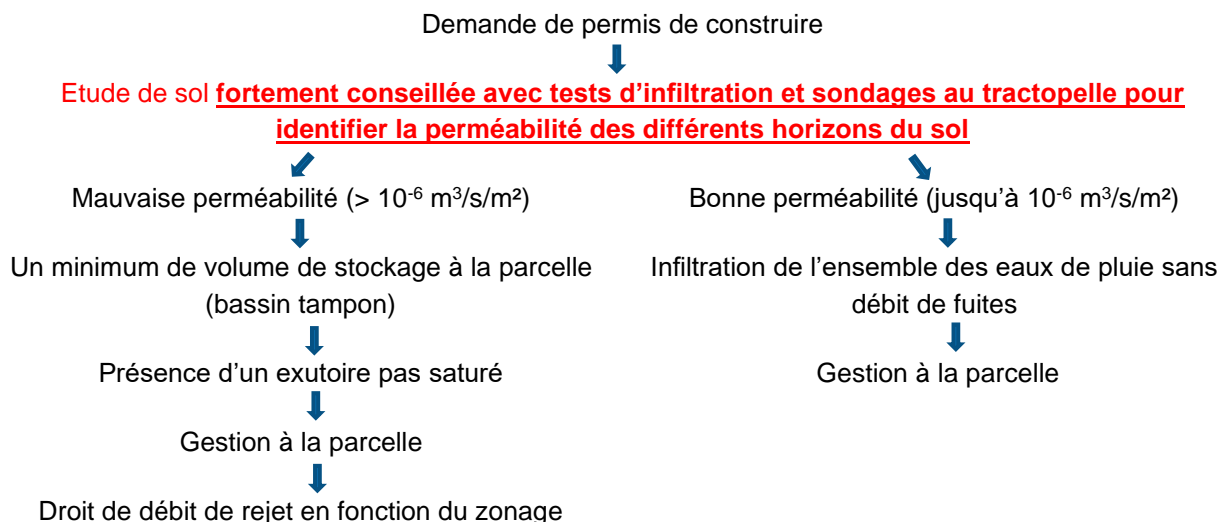 Demande de permis de construire
Etude de sol fortement conseillée avec tests d'infiltration et sondages au tractopelle pour
identifier la perméabilité des différents horizons du sol
Mauvaise perméabilité (> 10⁻⁶ m³/s/m²)
Un minimum de volume de stockage à la parcelle
(bassin tampon)
Présence d'un exutoire pas saturé
Gestion à la parcelle
Droit de débit de rejet en fonction du zonage
Bonne perméabilité (jusqu'à 10⁻⁶ m³/s/m²)
Infiltration de l'ensemble des eaux de pluie sans
débit de fuites
Gestion à la parcelle